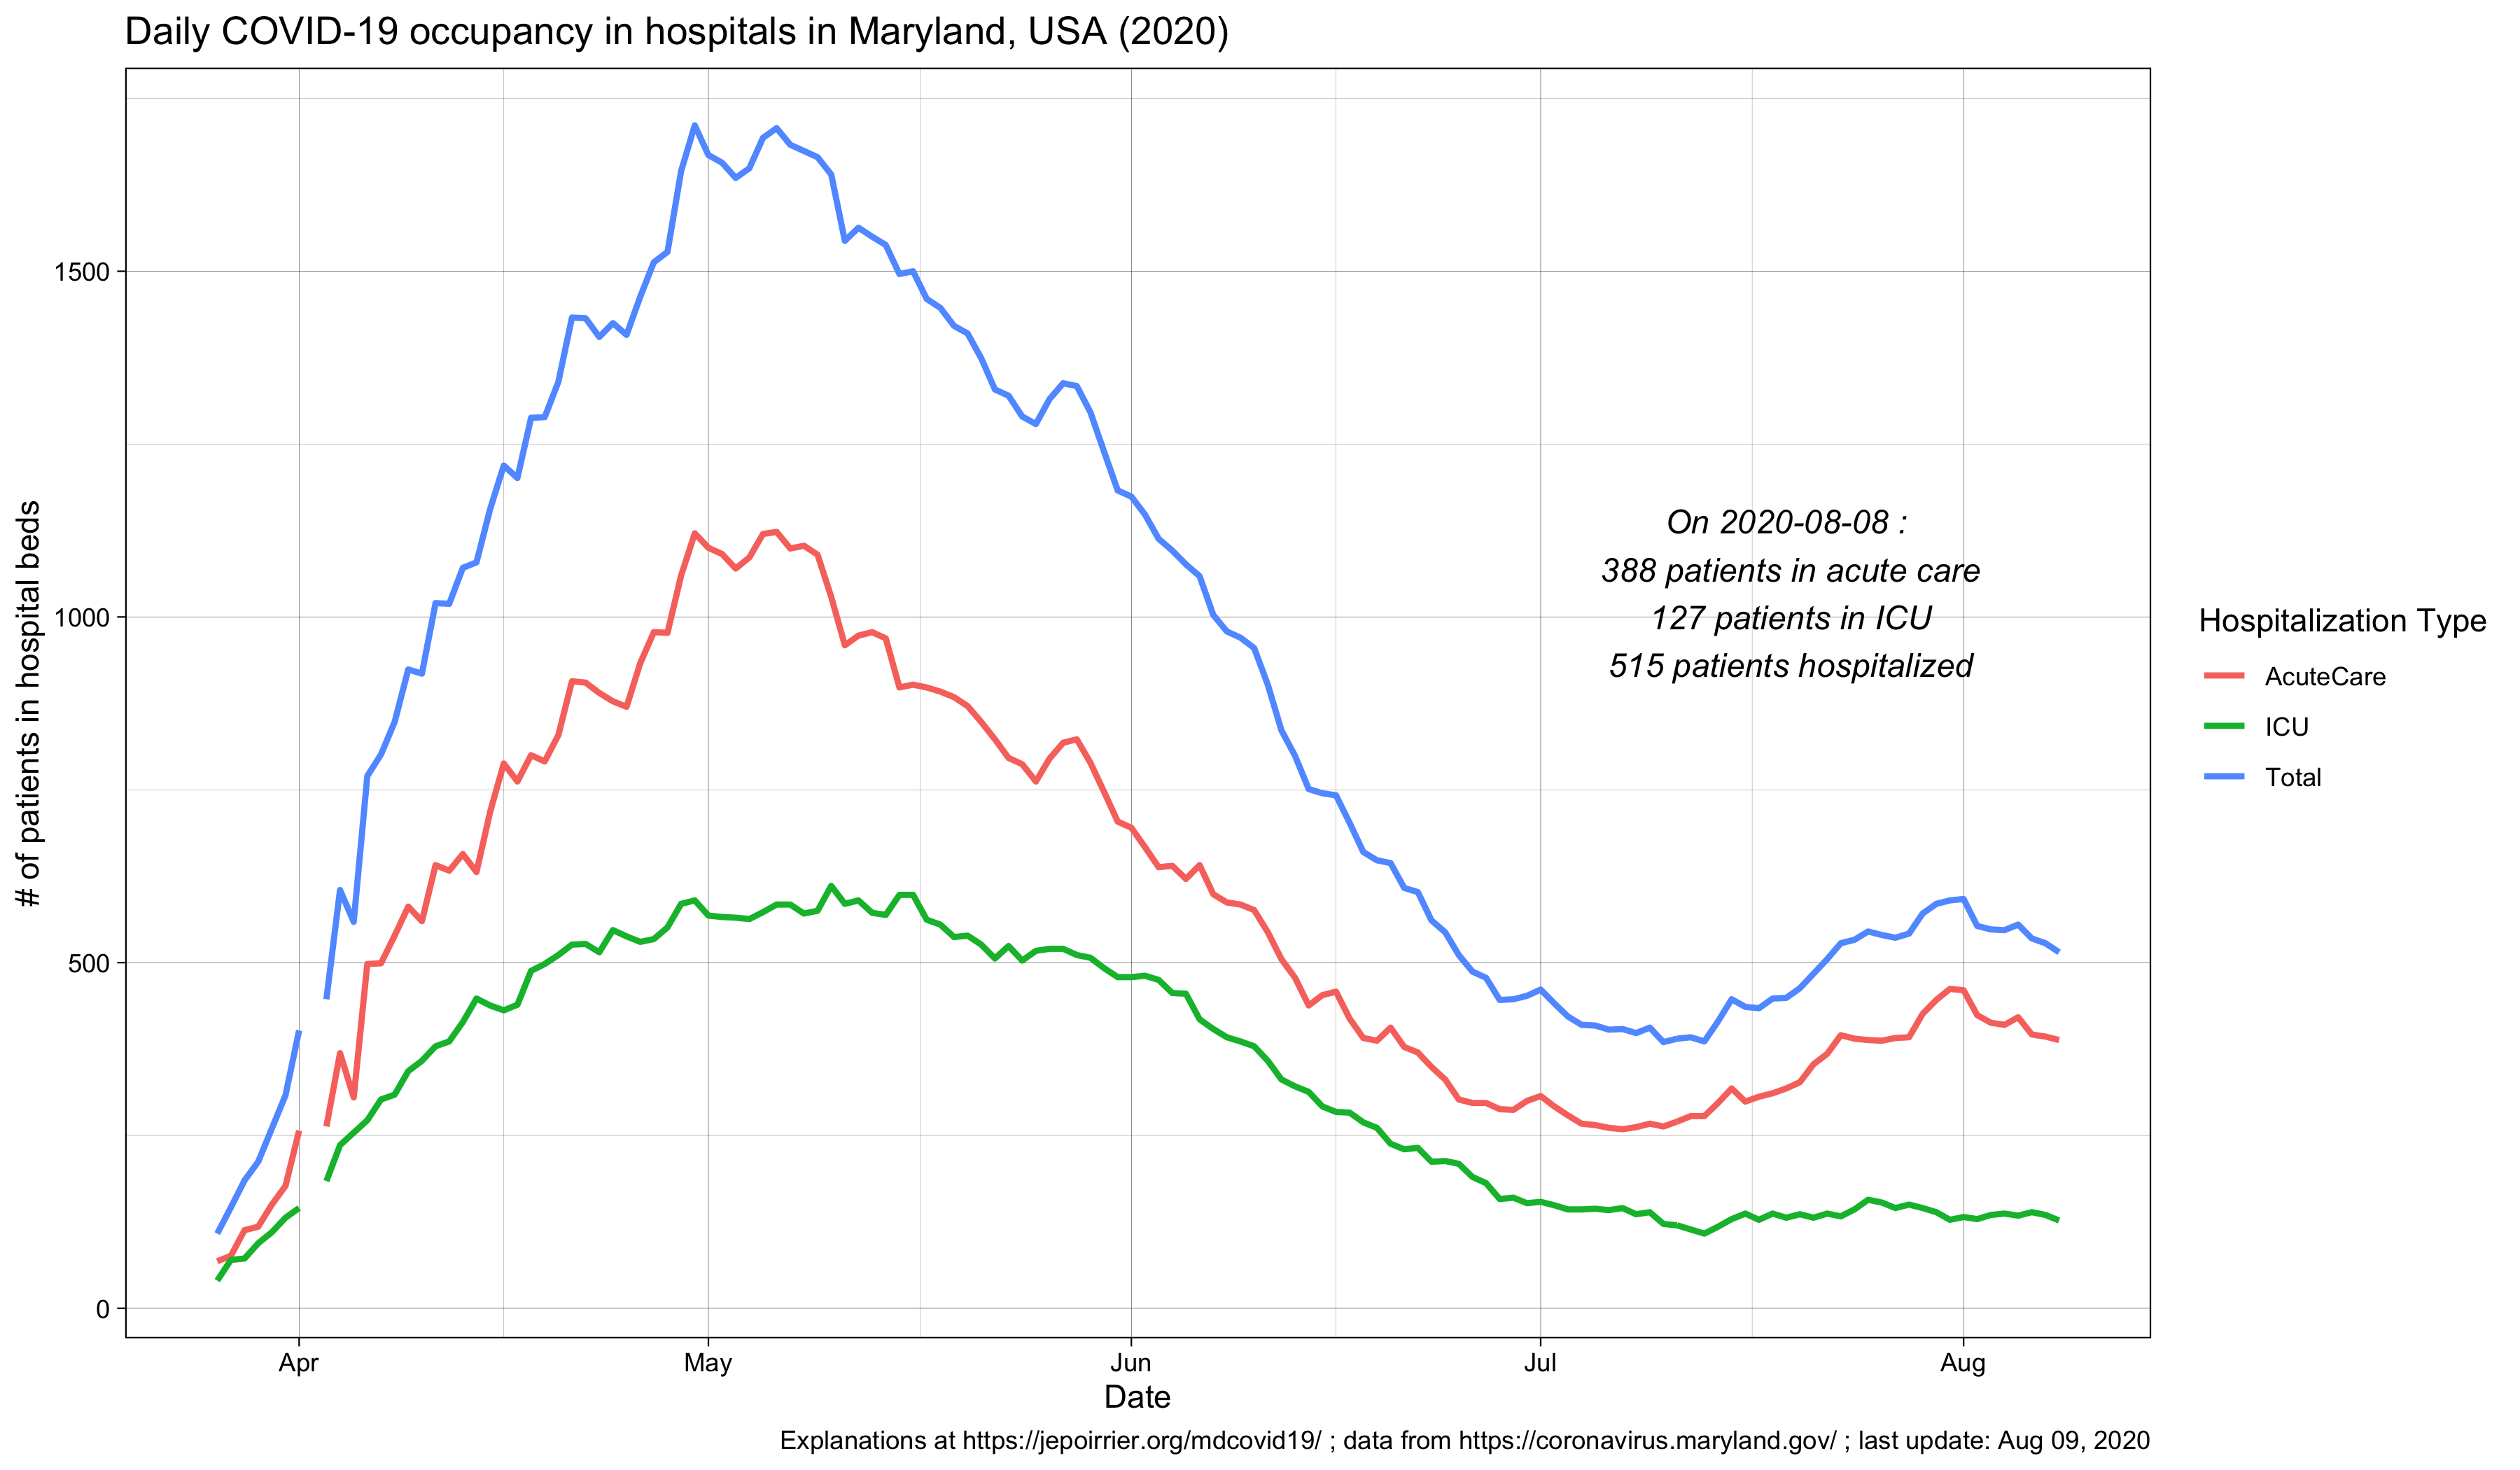 Daily COVID-19 occupancy in hospitals in Maryland, USA (2020)
# of patients in hospital beds
1500
1000
500
0
On 2020-08-08 :
388 patients in acute care
127 patients in ICU
515 patients hospitalized
Hospitalization Type
AcuteCare
ICU
Total
Apr May Jun Jul Aug
Date
Explanations at https://jepoirrier.org/mdcovid19/ ; data from https://coronavirus.maryland.gov/ ; last update: Aug 09, 2020